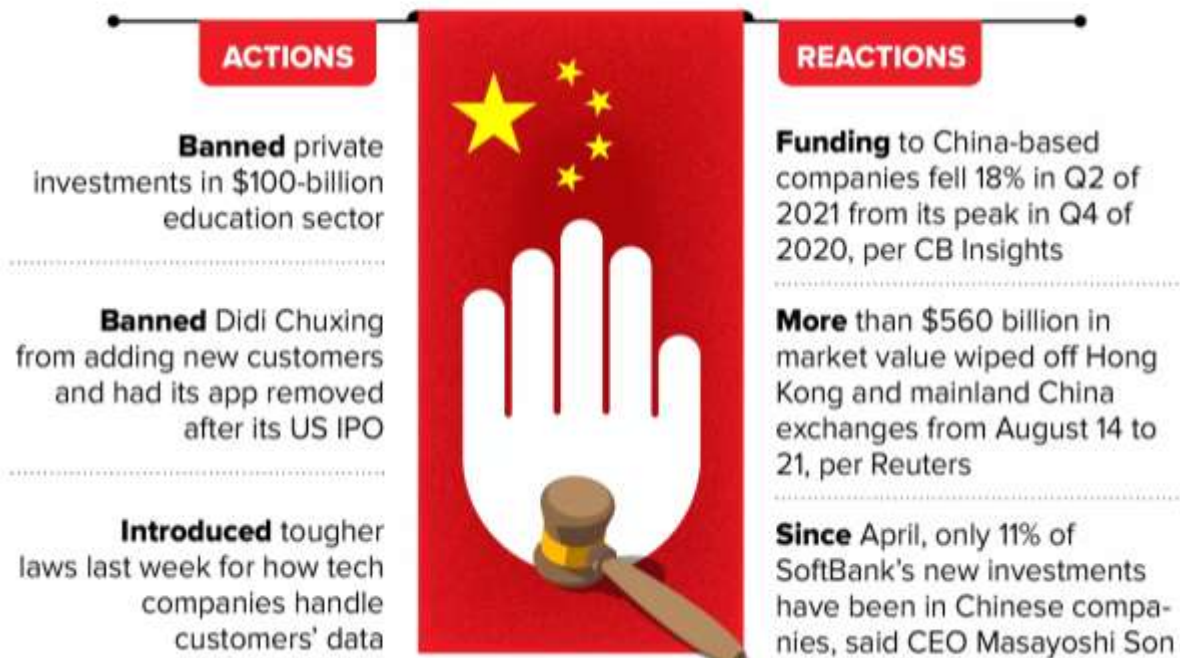 ACTIONS
Banned private
investments in $100-billion
education sector
Banned Didi Chuxing
from adding new customers
and had its app removed
after its US IPO
Introduced tougher
laws last week for how tech
companies handle
customers' data
REACTIONS
Funding to China-based
companies fell 18% in Q2 of
2021 from its peak in Q4 of
2020, per CB Insights
More than $560 billion in
market value wiped off Hong
Kong and mainland China
exchanges from August 14 to
21, per Reuters
Since April, only 11% of
SoftBank's new investments
have been in Chinese compa-
nies, said CEO Masayoshi Son